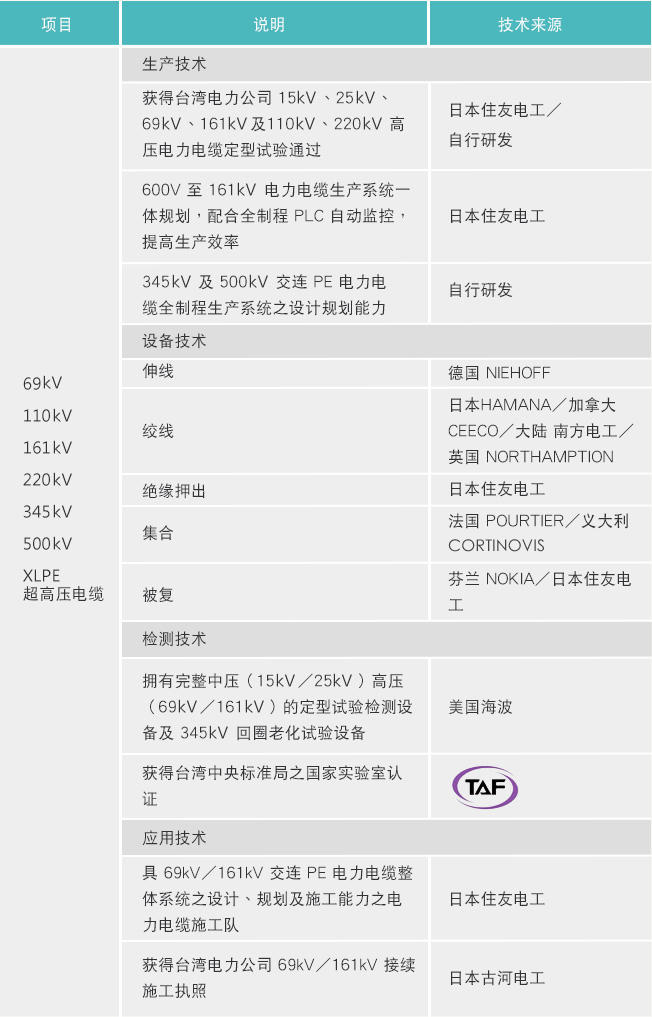 项目 说明 技术来源
生产技术
获得台湾电力公司 15kV、25kV、
69kV、161kV及110kV、220kV 高
压电力电缆定型试验通过
日本住友电工／
自行研发
600V 至 161kV 电力电缆生产系统一
体规划，配合全制程 PLC 自动监控，
提高生产效率
日本住友电工
345kV 及 500kV 交连 PE 电力电
缆全制程生产系统之设计规划能力
自行研发
设备技术
伸线
德国 NIEHOFF
绞线
日本HAMANA／加拿大
CEECO／大陆 南方电工／
英国 NORTHAMPTION
绝缘押出
日本住友电工
集合
法国 POURTIER／义大利
CORTINOVIS
被复
芬兰 NOKIA／日本住友电
工
69kV
110kV
161kV
220kV
345kV
500kV
XLPE
超高压电缆
检测技术
拥有完整中压（15kV／25kV）高压
（69kV／161kV）的定型试验检测设
备及 345kV 回圈老化试验设备
美国海波
获得台湾中央标准局之国家实验室认
证
TAF
应用技术
具 69kV／161kV 交连 PE 电力电缆整
体系统之设计、规划及施工能力之电
力电缆施工队
日本住友电工
获得台湾电力公司 69kV／161kV 接续
施工执照
日本古河电工